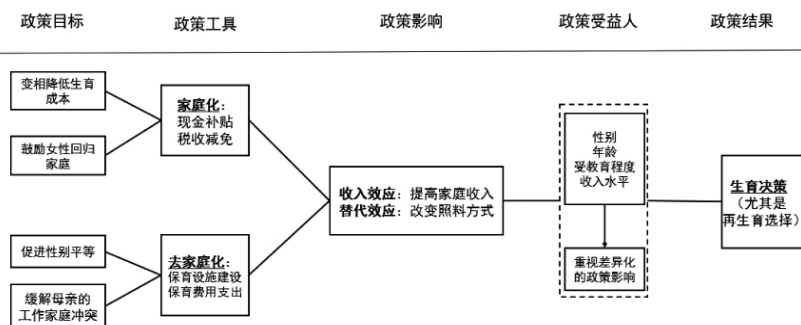 政策目标
政策工具
政策影响
政策受益人
政策结果
变相降低生育
成本
鼓励女性回归
家庭
家庭化:
现金补贴
税收减免
促进性别平等
缓解母亲的
工作家庭冲突
去家庭化:
保育设施建设
保育费用支出
收入效应:提高家庭收入
替代效应:改变照料方式
性别
年龄
受教育程度
收入水平
重视差异化
的政策影响
生育决策
(尤其是
再生育选择)